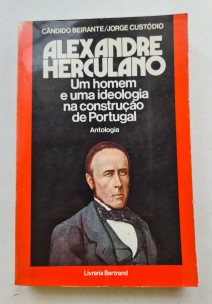 CÂNDIDO BEIRANTE/JORGE CUSTÓDIO
ALEXANDRE
HERCULANO
Um homem
e uma ideologia
na construção
de Portugal
Antologia
Livraria Bertrand